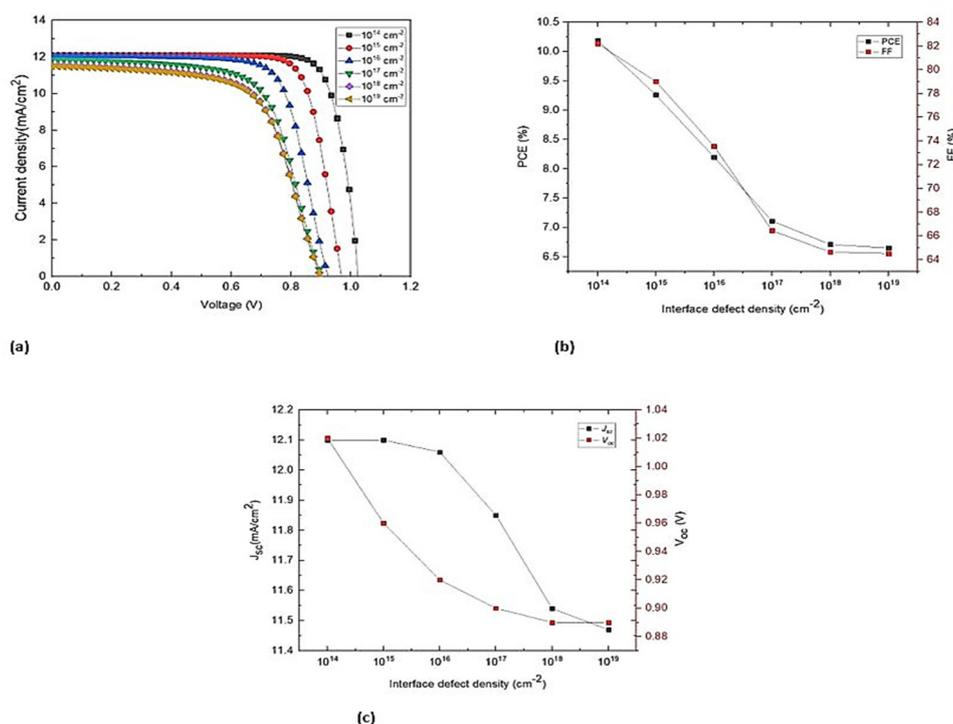 14
12
10
8
6
4
2
0
Current density(mA/cm²)
0.0 0.2 0.4 0.6 0.8 1.0 1.2
Voltage (V)
10¹⁴ cm⁻²
10¹⁵ cm⁻²
10¹⁶ cm⁻²
10¹⁷ cm⁻²
10¹⁸ cm⁻²
10¹⁹ cm⁻²
(a)
10.5
10.0
9.5
9.0
8.5
8.0
7.5
7.0
6.5
PCE (%)
PCE
FF
84
82
80
78
76
74
72
70
68
66
64
FF (%)
10¹⁴ 10¹⁵ 10¹⁶ 10¹⁷ 10¹⁸ 10¹⁹
Interface defect density (cm⁻²)
(b)
12.2
12.1
12.0
11.9
11.8
11.7
11.6
11.5
11.4
J_sc(mA/cm²)
J_sc
V_oc
1.04
1.02
1.00
0.98
0.96
0.94
0.92
0.90
0.88
V_oc (V)
10¹⁴ 10¹⁵ 10¹⁶ 10¹⁷ 10¹⁸ 10¹⁹
Interface defect density (cm⁻²)
(c)